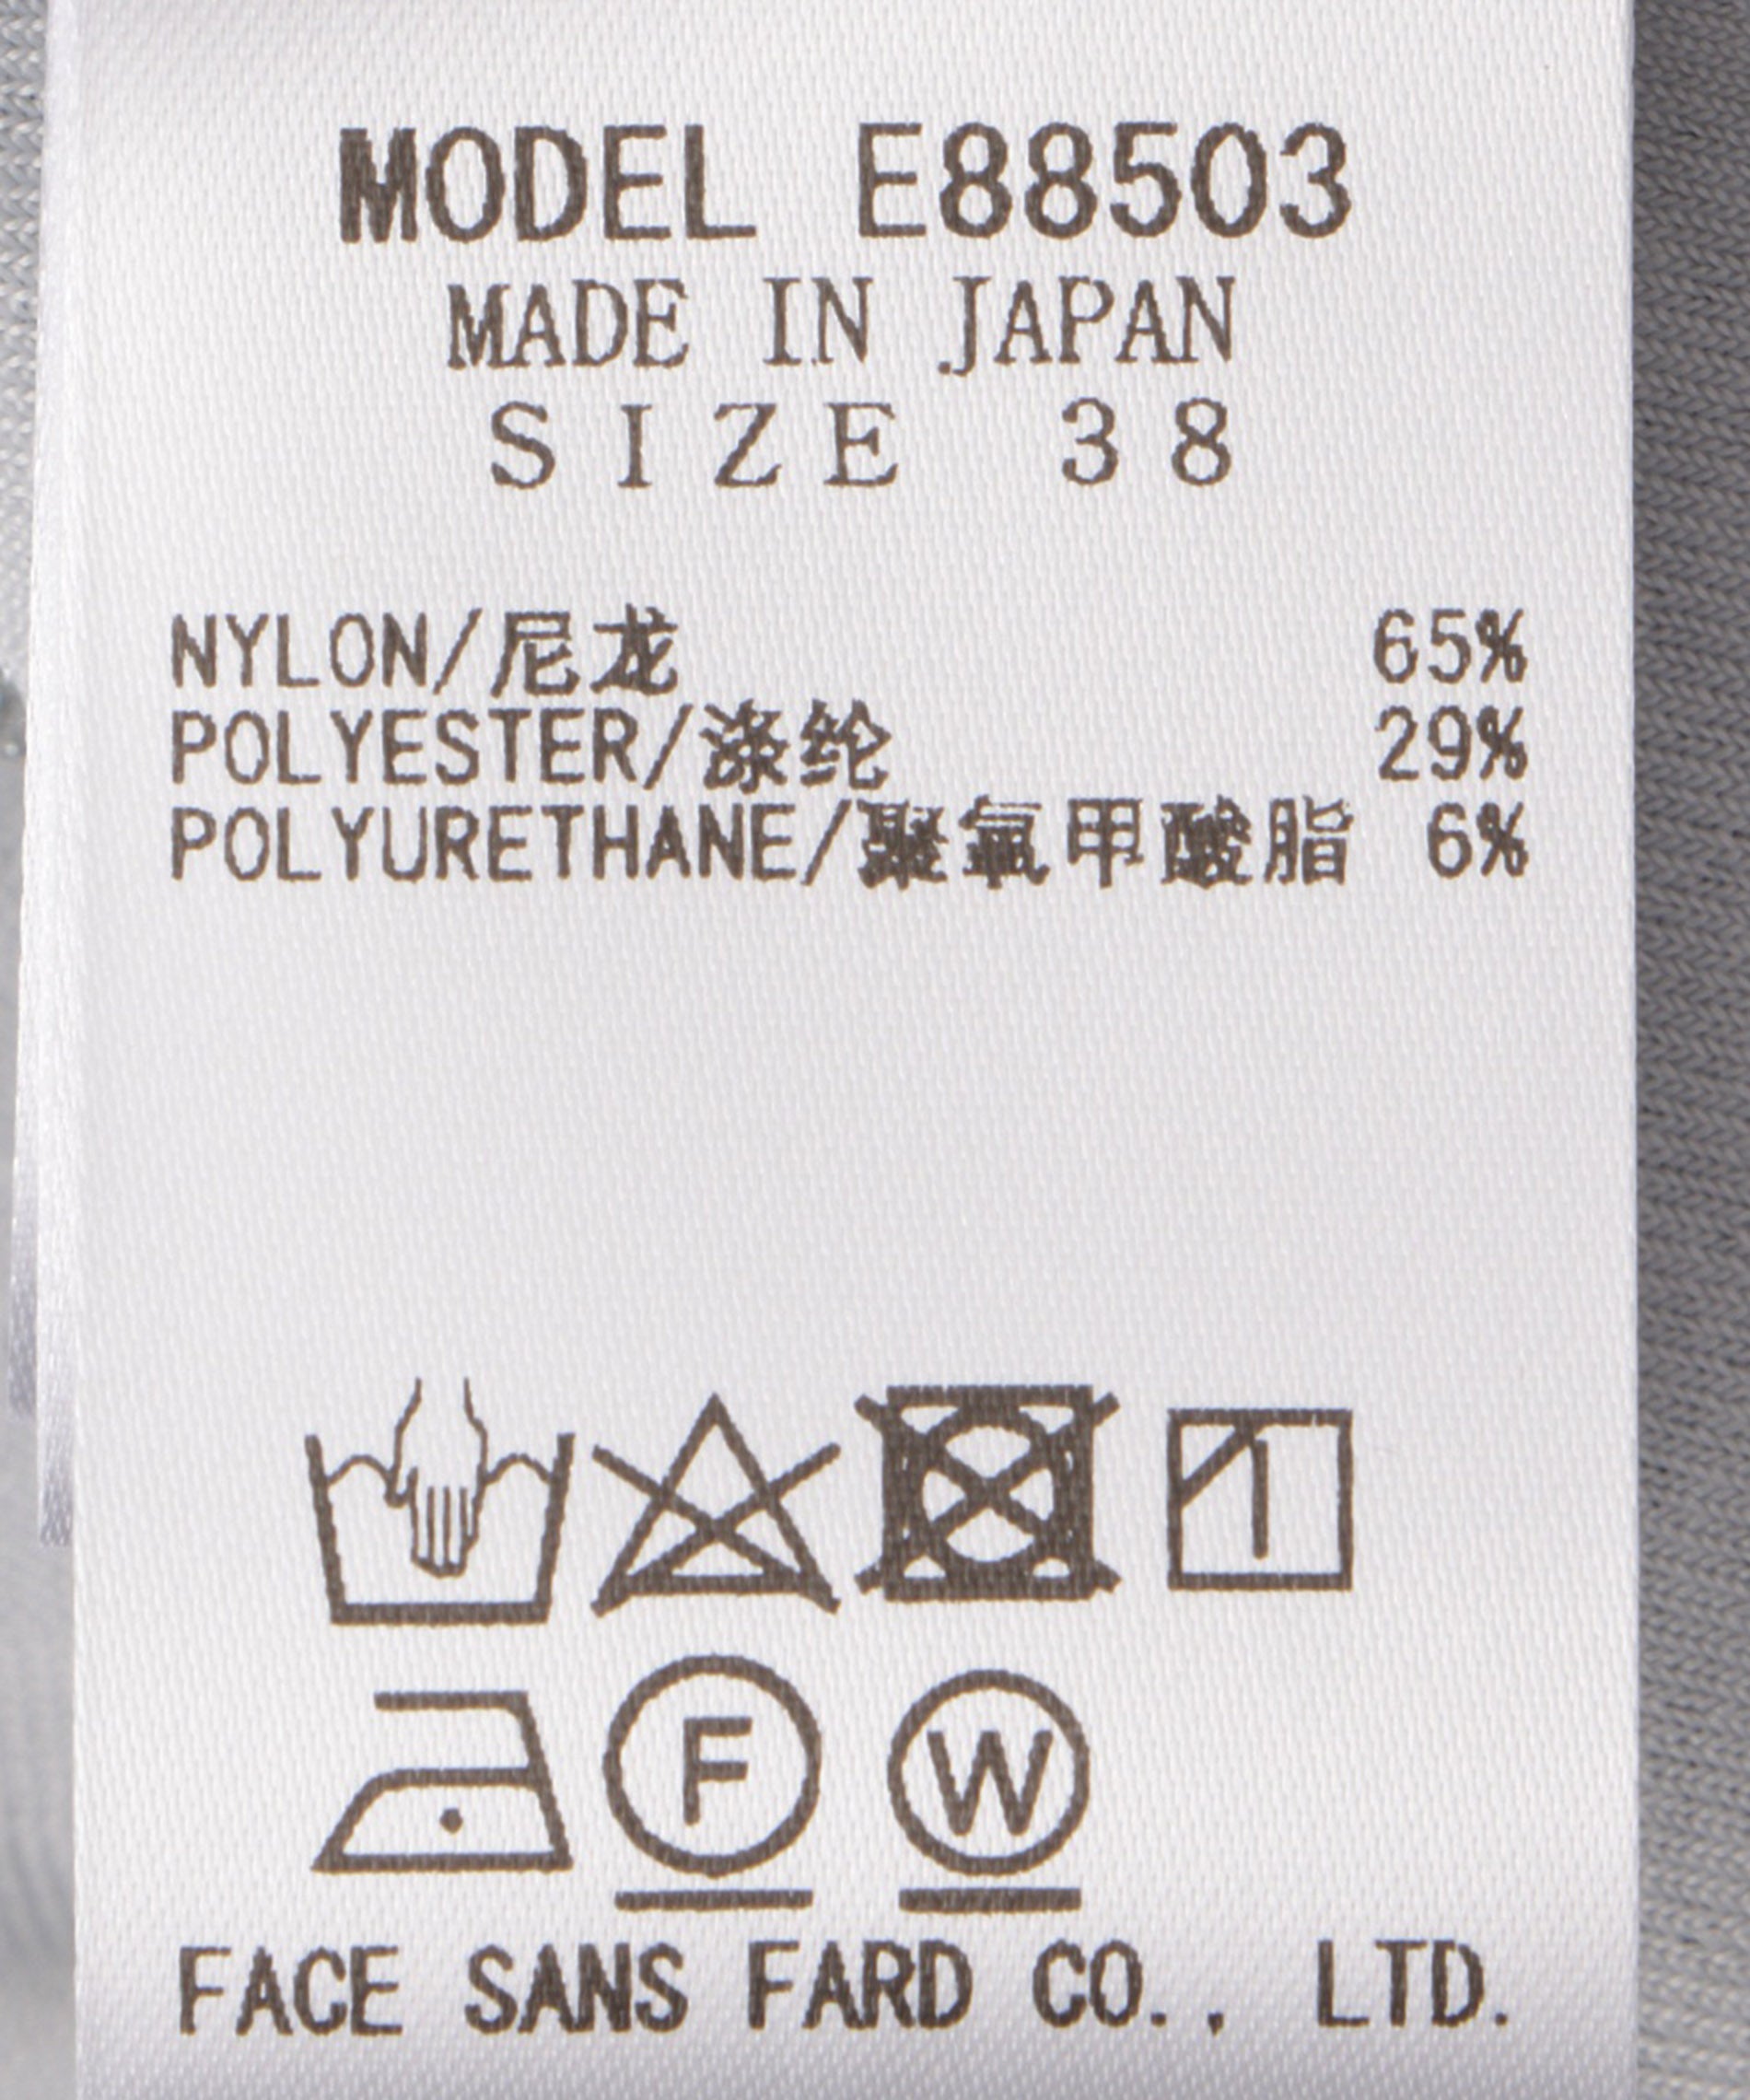 MODEL E88503
MADE IN JAPAN
SIZE 38
NYLON/尼龙 65%
POLYESTER/涤纶 29%
POLYURETHANE/聚氧甲酸脂 6%
F W
FACE SANS FARD CO., LTD.